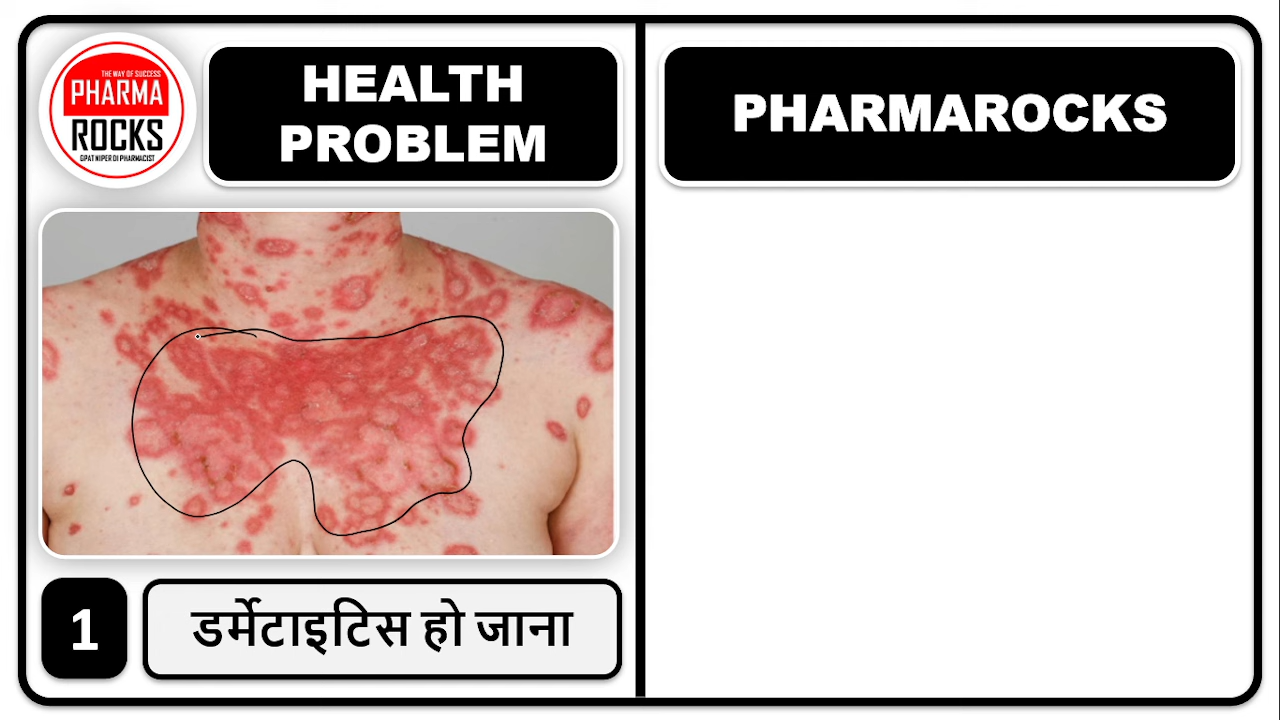 THE WAY OF SUCCESS
PHARMA
ROCKS
GPAT NIPER DI PHARMACIST
HEALTH
PROBLEM
PHARMAROCKS
1
डर्मेटाइटिस हो जाना